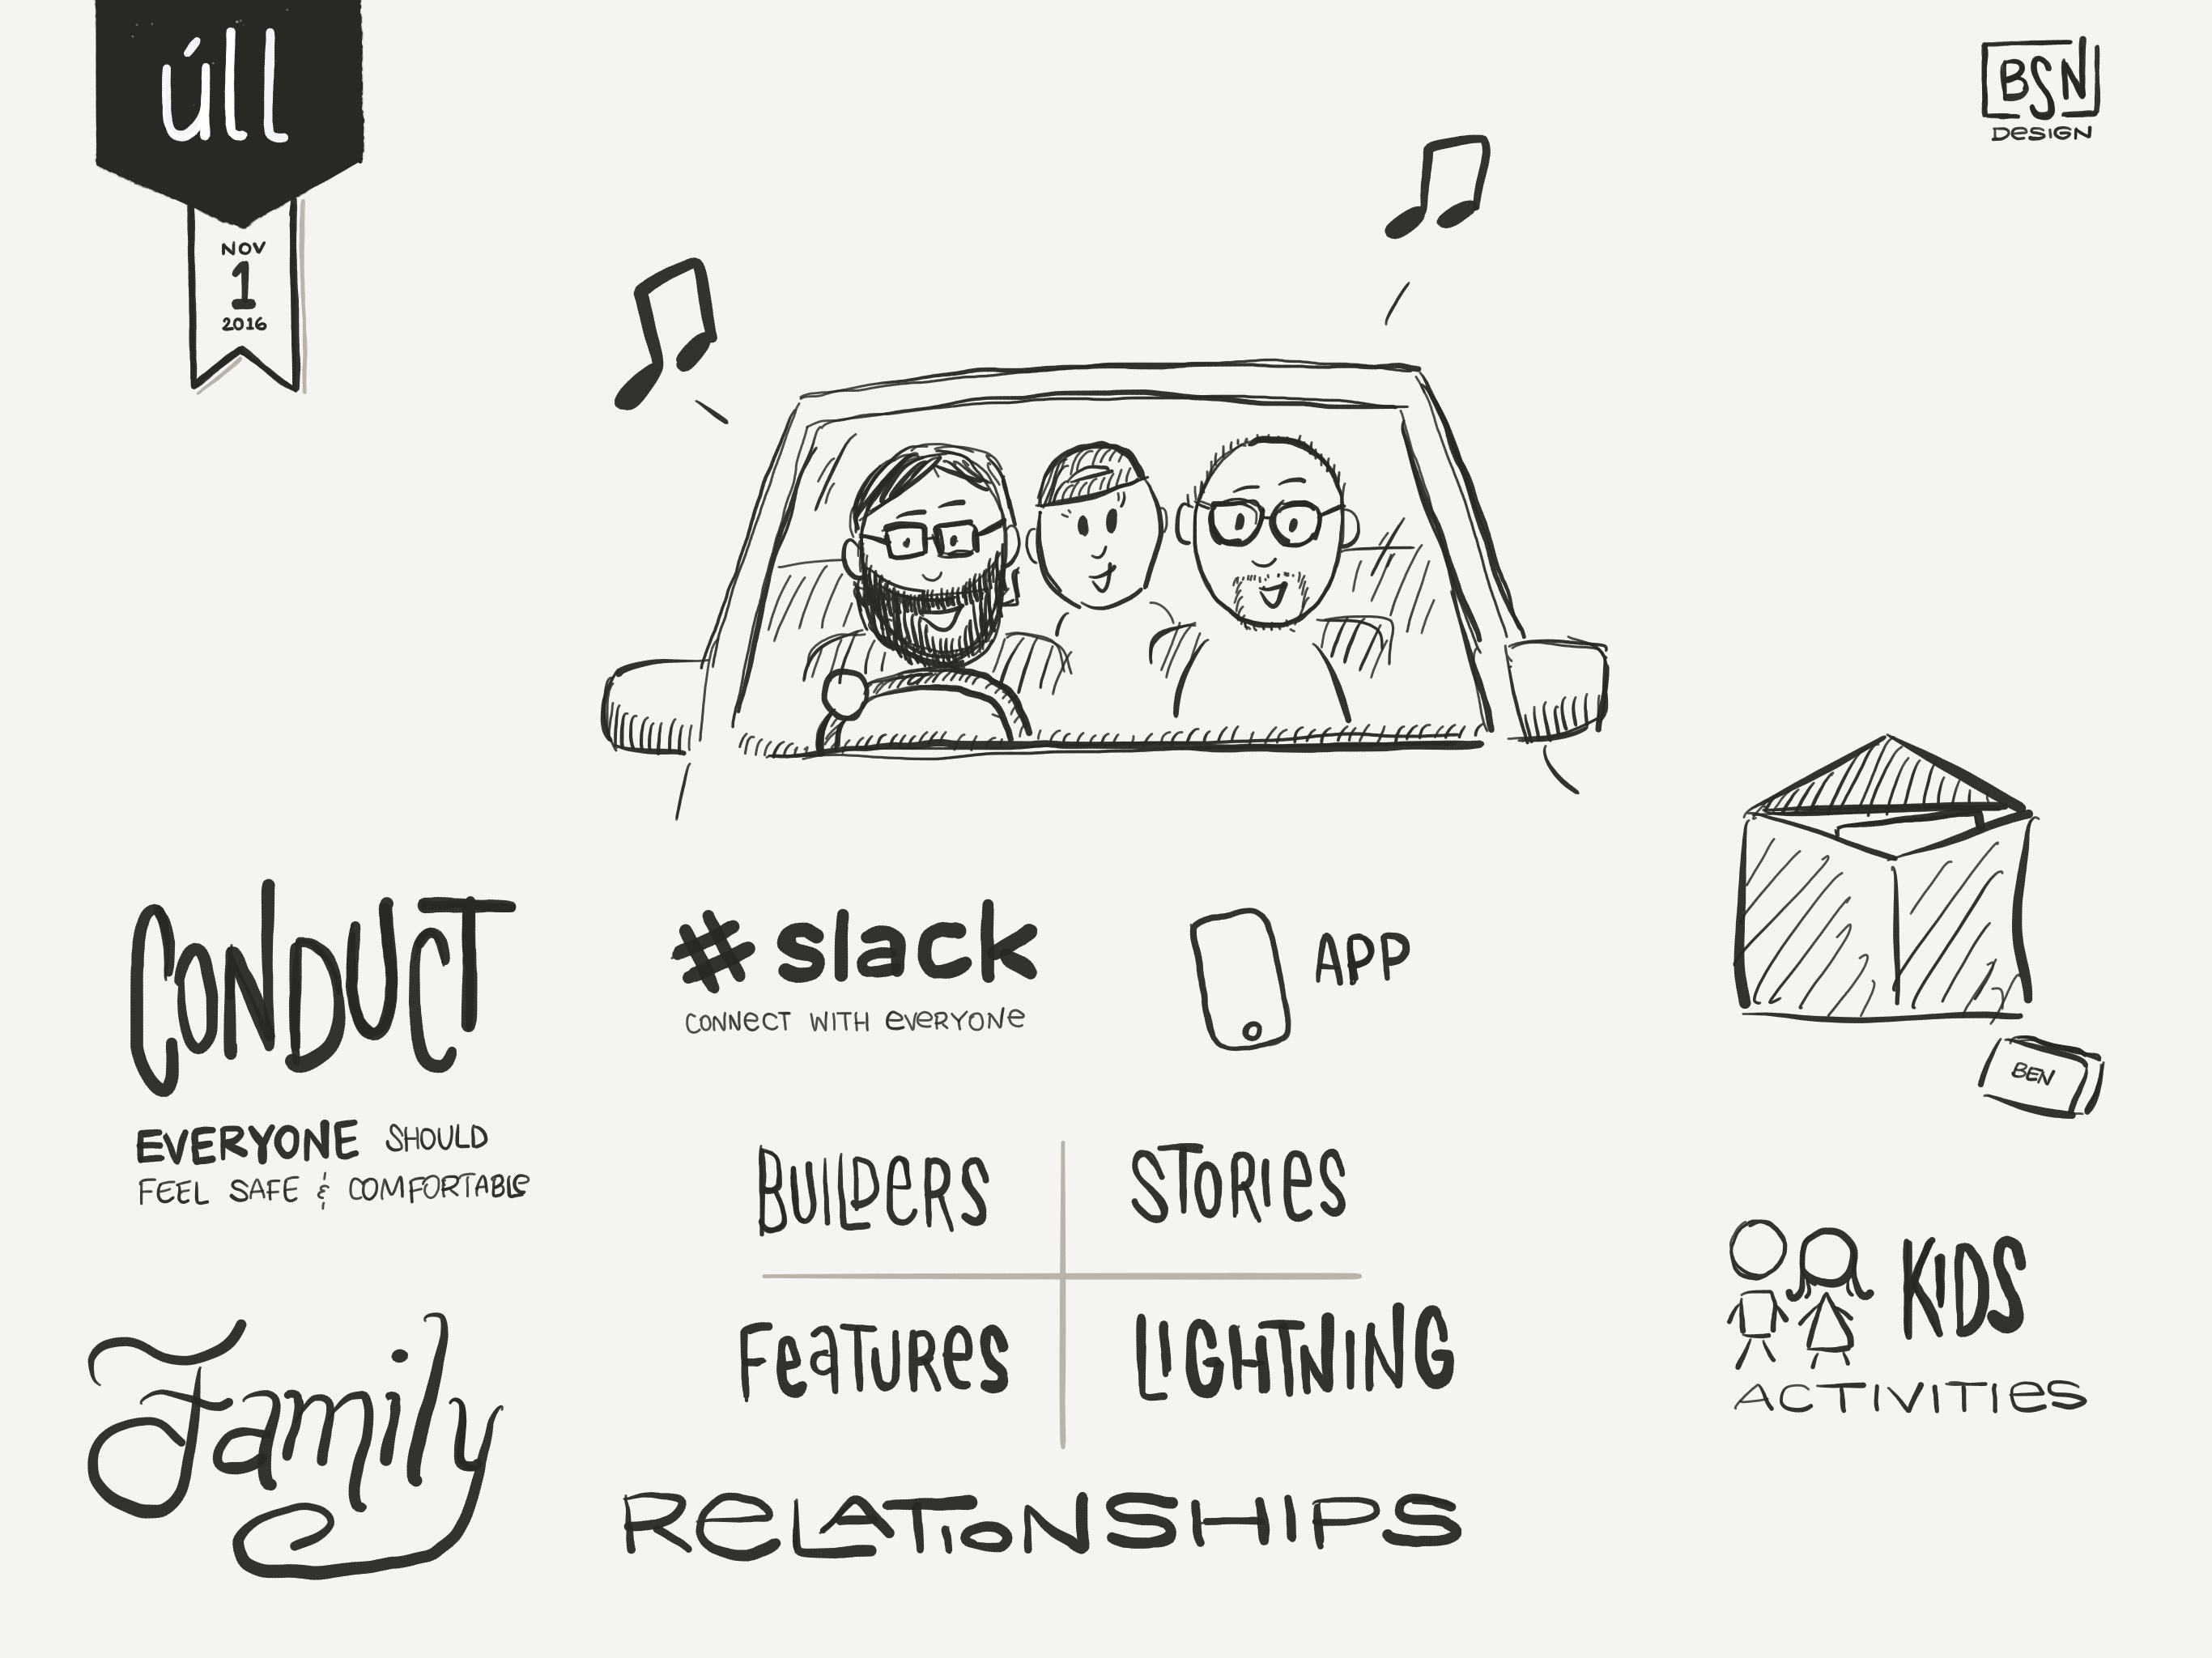 úll
NOV
1
2016
BSN
DESIGN
CONDUCT
EVERYONE SHOULD
FEEL SAFE & COMFORTABLE
Family
#slack
CONNECT WITH EVERYONE
APP
BUILDERS
STORIES
FEATURES
LIGHTNING
RELATIONSHIPS
BEN
KIDS
ACTIVITIES